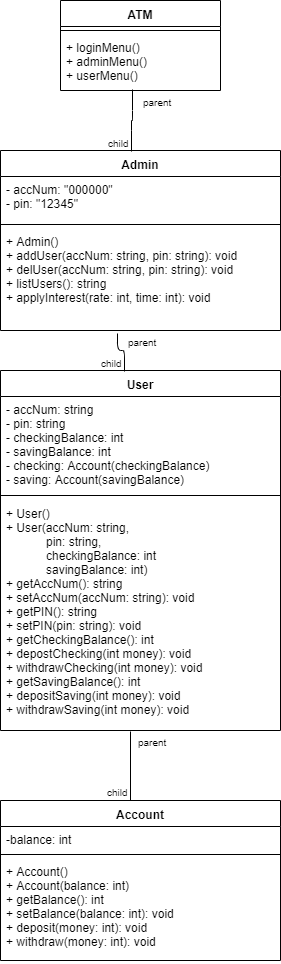 ATM
+ loginMenu()
+ adminMenu()
+ userMenu()
parent
child
Admin
- accNum: "000000"
- pin: "12345"
+ Admin()
+ addUser(accNum: string, pin: string): void
+ delUser(accNum: string, pin: string): void
+ listUsers(): string
+ applyInterest(rate: int, time: int): void
parent
child
User
- accNum: string
- pin: string
- checkingBalance: int
- savingBalance: int
- checking: Account(checkingBalance)
- saving: Account(savingBalance)
+ User()
+ User(accNum: string,
pin: string,
checkingBalance: int
savingBalance: int)
+ getAccNum(): string
+ setAccNum(accNum: string): void
+ getPIN(): string
+ setPIN(pin: string): void
+ getCheckingBalance(): int
+ depostChecking(int money): void
+ withdrawChecking(int money): void
+ getSavingBalance(): int
+ depositSaving(int money): void
+ withdrawSaving(int money): void
parent
child
Account
-balance: int
+ Account()
+ Account(balance: int)
+ getBalance(): int
+ setBalance(balance: int): void
+ deposit(money: int): void
+ withdraw(money: int): void